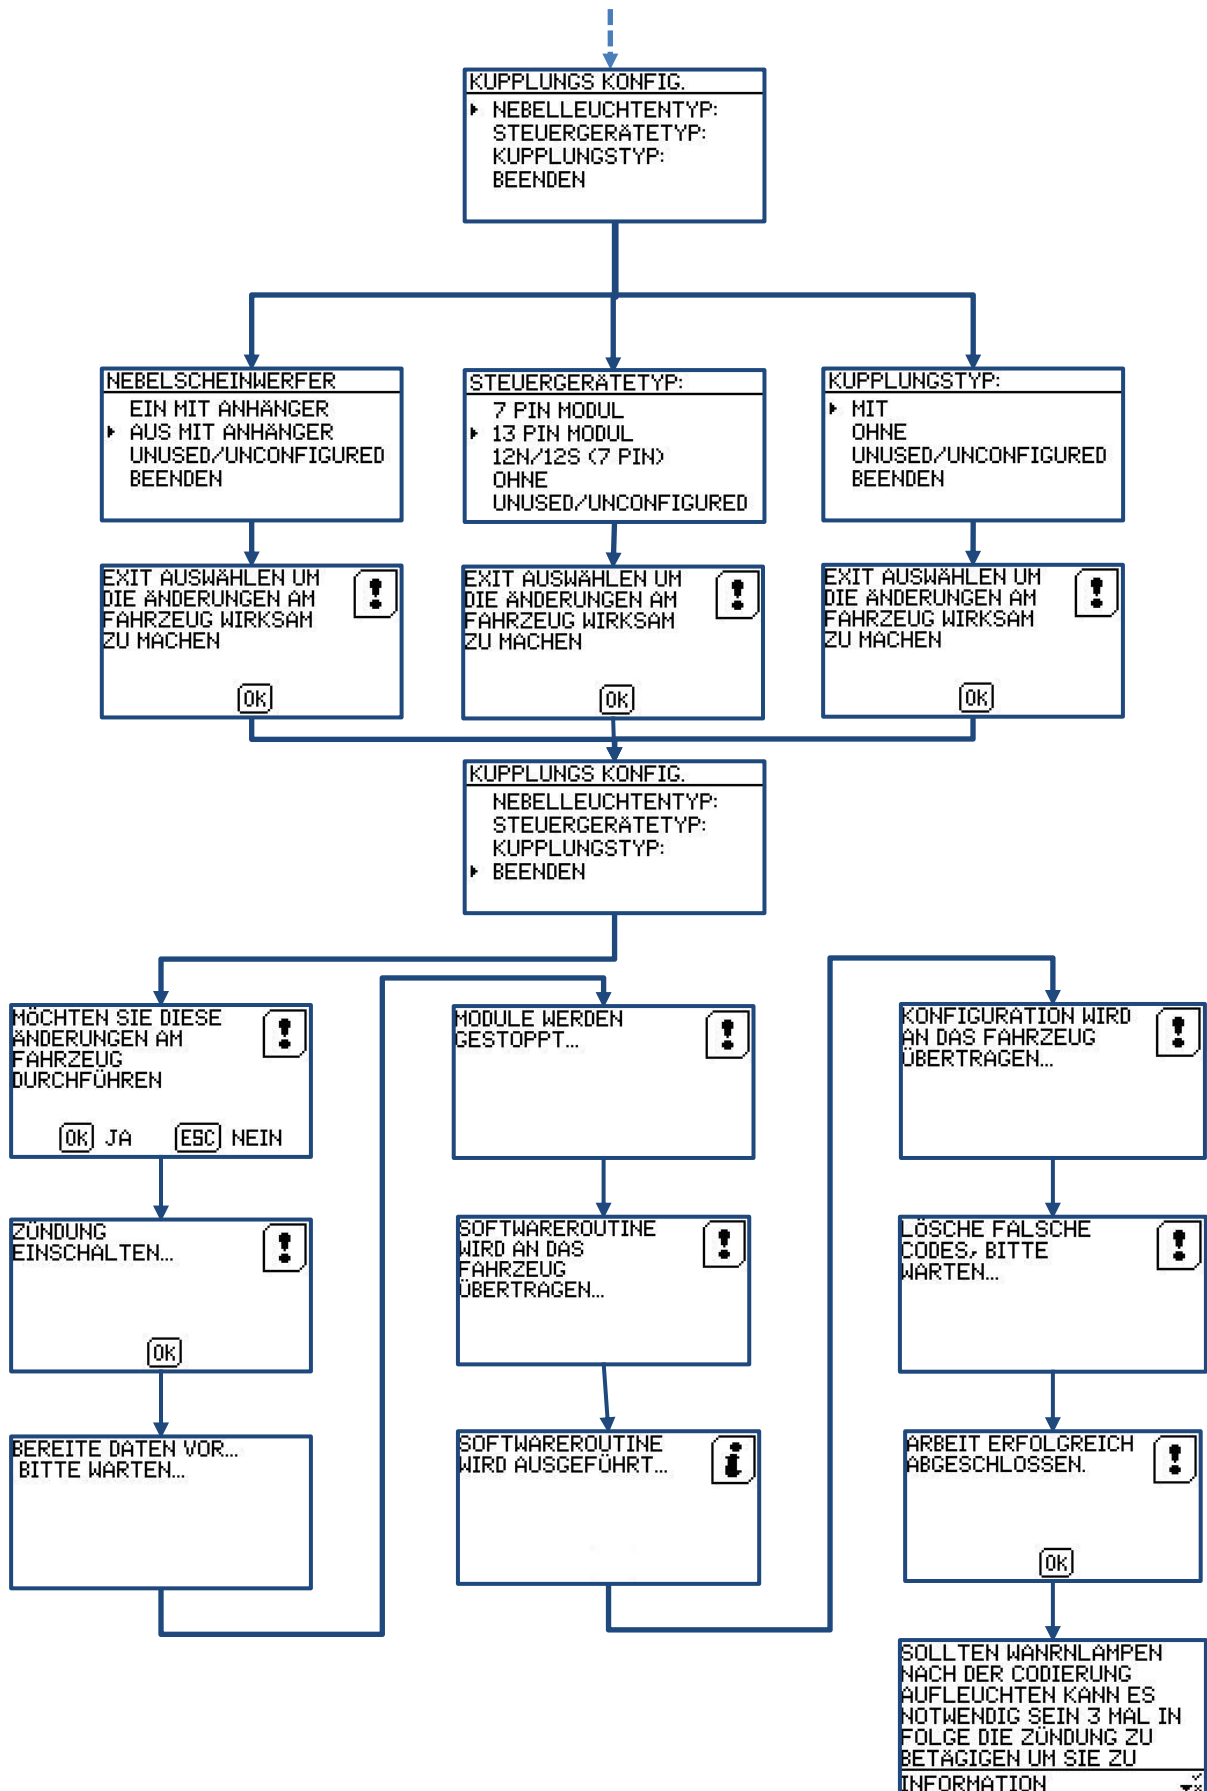 KUPPLUNGS KONFIG.
NEBELLEUCHTENTYP:
STEUERGERÄTETYP:
KUPPLUNGSTYP:
BEENDEN
NEBELSCHEINWERFER
EIN MIT ANHÄNGER
AUS MIT ANHÄNGER
UNUSED/UNCONFIGURED
BEENDEN
STEUERGERÄTETYP:
7 PIN MODUL
13 PIN MODUL
12N/12S (7 PIN)
OHNE
UNUSED/UNCONFIGURED
KUPPLUNGSTYP:
MIT
OHNE
UNUSED/UNCONFIGURED
BEENDEN
EXIT AUSWÄHLEN UM
DIE ÄNDERUNGEN AM
FAHRZEUG WIRKSAM
ZU MACHEN
OK
EXIT AUSWÄHLEN UM
DIE ÄNDERUNGEN AM
FAHRZEUG WIRKSAM
ZU MACHEN
OK
EXIT AUSWÄHLEN UM
DIE ÄNDERUNGEN AM
FAHRZEUG WIRKSAM
ZU MACHEN
OK
KUPPLUNGS KONFIG.
NEBELLEUCHTENTYP:
STEUERGERÄTETYP:
KUPPLUNGSTYP:
BEENDEN
MÖCHTEN SIE DIESE
ÄNDERUNGEN AM
FAHRZEUG
DURCHFÜHREN
OK JA ESC NEIN
ZÜNDUNG
EINSCHALTEN...
OK
BEREITE DATEN VOR...
BITTE WARTEN...
MODULE WERDEN
GESTOPPT...
SOFTWAREROUTINE
WIRD AN DAS
FAHRZEUG
ÜBERTRAGEN...
SOFTWAREROUTINE
WIRD AUSGEFÜHRT...
KONFIGURATION WIRD
AN DAS FAHRZEUG
ÜBERTRAGEN...
LÖSCHE FALSCHE
CODES, BITTE
WARTEN...
ARBEIT ERFOLGREICH
ABGESCHLOSSEN.
OK
SOLLTEN WANRNLAMPEN
NACH DER CODIERUNG
AUFLEUCHTEN KANN ES
NOTWENDIG SEIN 3 MAL IN
FOLGE DIE ZÜNDUNG ZU
BETÄGIGEN UM SIE ZU
INFORMATION